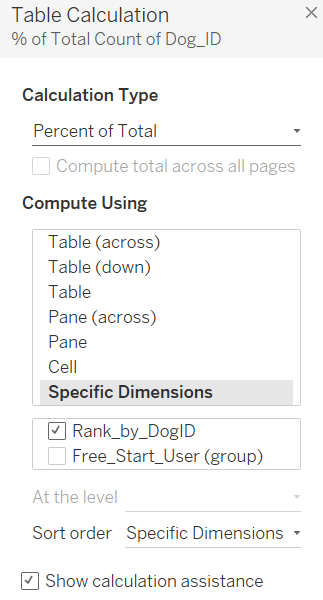 Table Calculation
% of Total Count of Dog_ID
Calculation Type
Percent of Total
Compute total across all pages
Compute Using
Table (across)
Table (down)
Table
Pane (across)
Pane
Cell
Specific Dimensions
Rank_by_DogID
Free_Start_User (group)
At the level
Sort order Specific Dimensions
Show calculation assistance